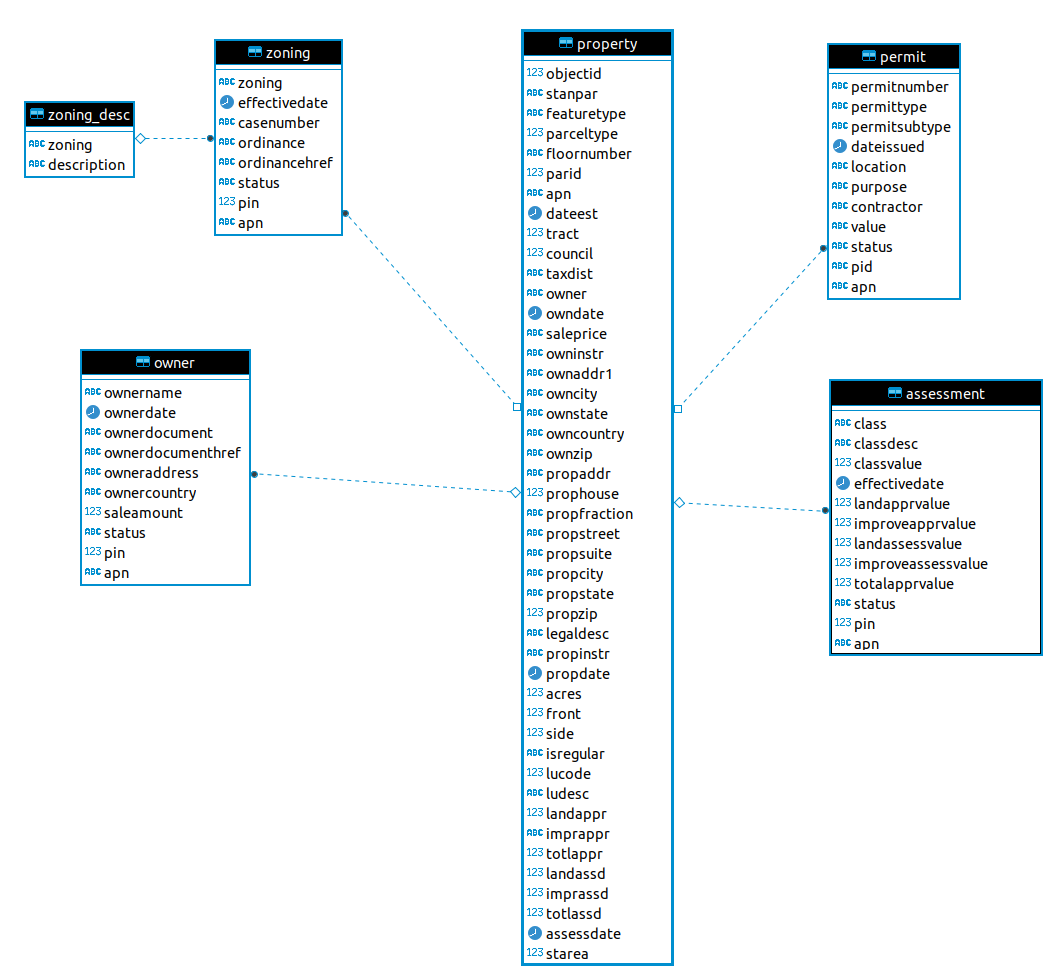 zoning_desc
ABC zoning
ABC description
zoning
ABC zoning
effectivedate
ABC casenumber
ABC ordinance
ABC ordinancehref
ABC status
123 pin
ABC apn
owner
ABC ownername
ownerdate
ABC ownerdocument
ABC ownerdocumenthref
ABC owneraddress
ABC ownercountry
123 saleamount
ABC status
123 pin
ABC apn
property
123 objectid
ABC stanpar
ABC featuretype
123 parceltype
ABC floornumber
123 parid
ABC apn
dateest
123 tract
123 council
ABC taxdist
ABC owner
owndate
ABC saleprice
ABC owninstr
ABC ownaddr1
ABC owncity
ABC ownstate
ABC owncountry
ABC ownzip
ABC propaddr
123 prophouse
ABC propfraction
ABC propstreet
ABC propsuite
ABC propcity
ABC propstate
123 propzip
ABC legaldesc
ABC propinstr
propdate
123 acres
123 front
123 side
ABC isregular
123 lucode
ABC ludesc
123 landappr
ABC imprappr
123 totlappr
123 landassd
123 imprassd
123 totlassd
assessdate
123 starea
permit
ABC permitnumber
ABC permittype
ABC permitsubtype
dateissued
ABC location
ABC purpose
ABC contractor
ABC value
ABC status
ABC pid
ABC apn
assessment
ABC class
ABC classdesc
123 classvalue
effectivedate
123 landapprvalue
123 improveapprvalue
123 landassessvalue
123 improveassessvalue
123 totalapprvalue
ABC status
123 pin
ABC apn